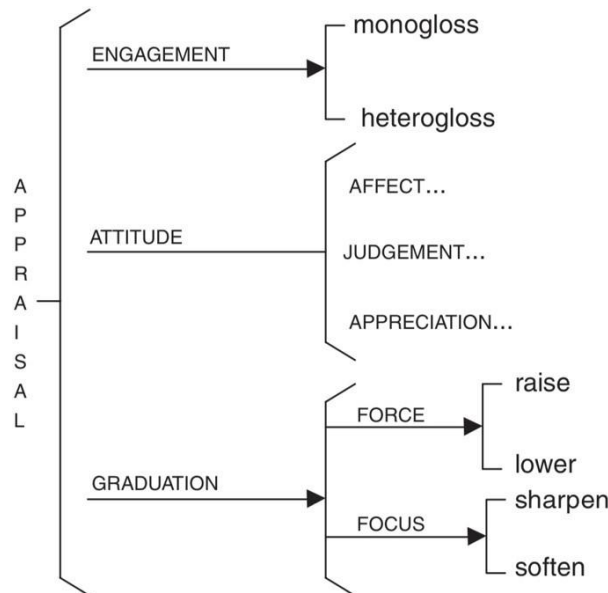 APPRAISAL
ENGAGEMENT
monogloss
heterogloss
ATTITUDE
AFFECT...
JUDGEMENT...
APPRECIATION...
GRADUATION
FORCE
raise
lower
FOCUS
sharpen
soften